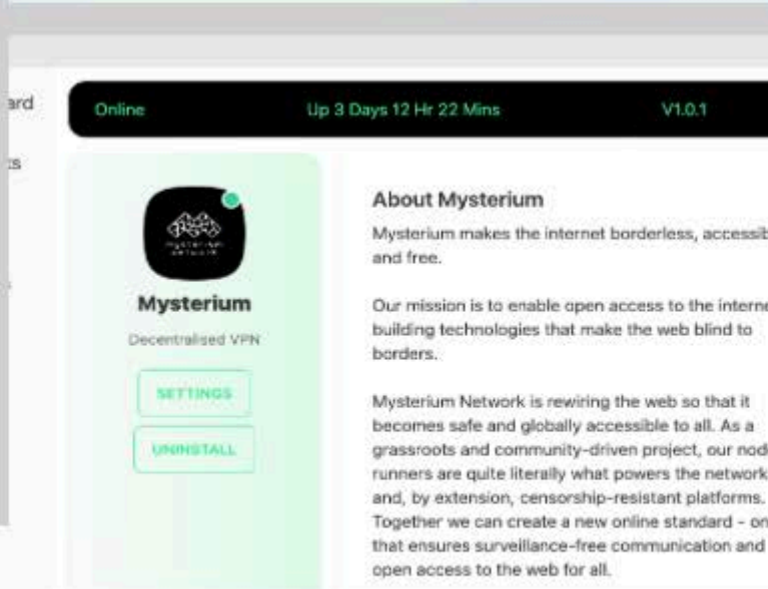 ard
Online Up 3 Days 12 Hr 22 Mins V1.0.1
ts
mysterium
network
Mysterium
Decentralised VPN
SETTINGS
UNINSTALL
About Mysterium
Mysterium makes the internet borderless, accessib
and free.
Our mission is to enable open access to the interne
building technologies that make the web blind to
borders.
Mysterium Network is rewiring the web so that it
becomes safe and globally accessible to all. As a
grassroots and community-driven project, our nod
runners are quite literally what powers the network
and, by extension, censorship-resistant platforms.
Together we can create a new online standard - on
that ensures surveillance-free communication and
open access to the web for all.